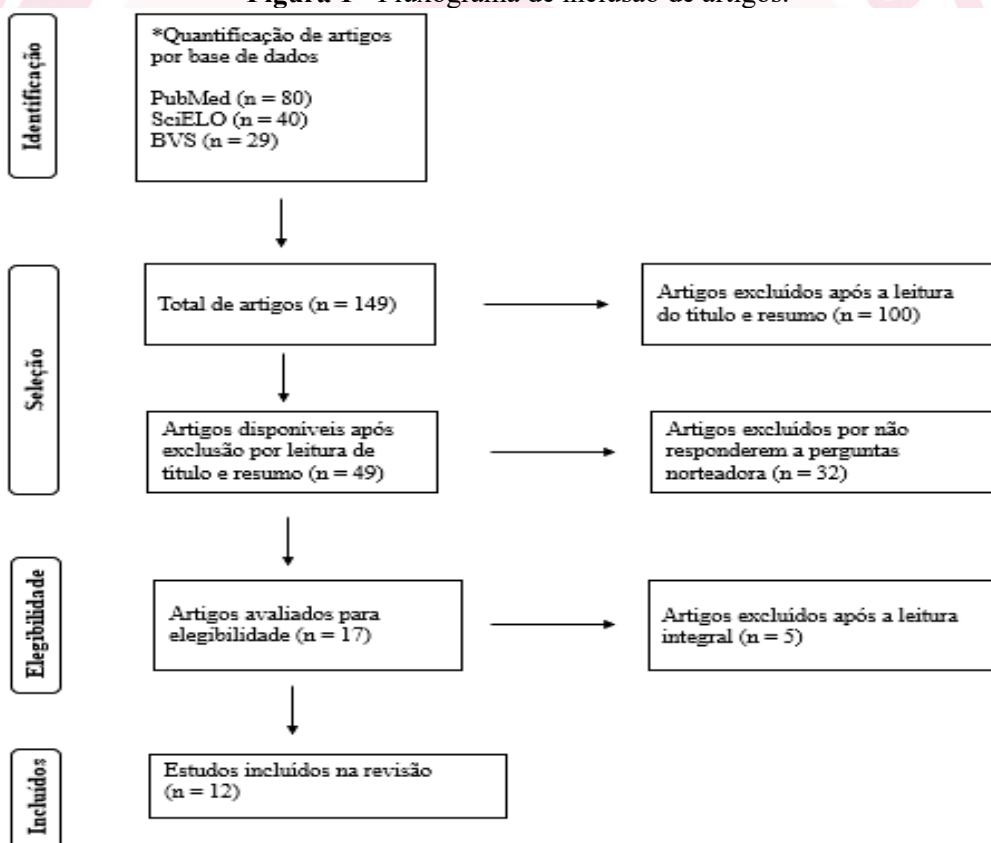 Figura 1 - Fluxograma de inclusão de artigos.
Identificação
*Quantificação de artigos
por base de dados
PubMed (n = 80)
SciELO (n = 40)
BVS (n = 29)
Seleção
Total de artigos (n = 149)
Artigos excluídos após a leitura
do título e resumo (n = 100)
Artigos disponíveis após
exclusão por leitura de
título e resumo (n = 49)
Artigos excluídos por não
responderem a perguntas
norteadora (n = 32)
Elegibilidade
Artigos avaliados para
elegibilidade (n = 17)
Artigos excluídos após a leitura
integral (n = 5)
Incluídos
Estudos incluídos na revisão
(n = 12)